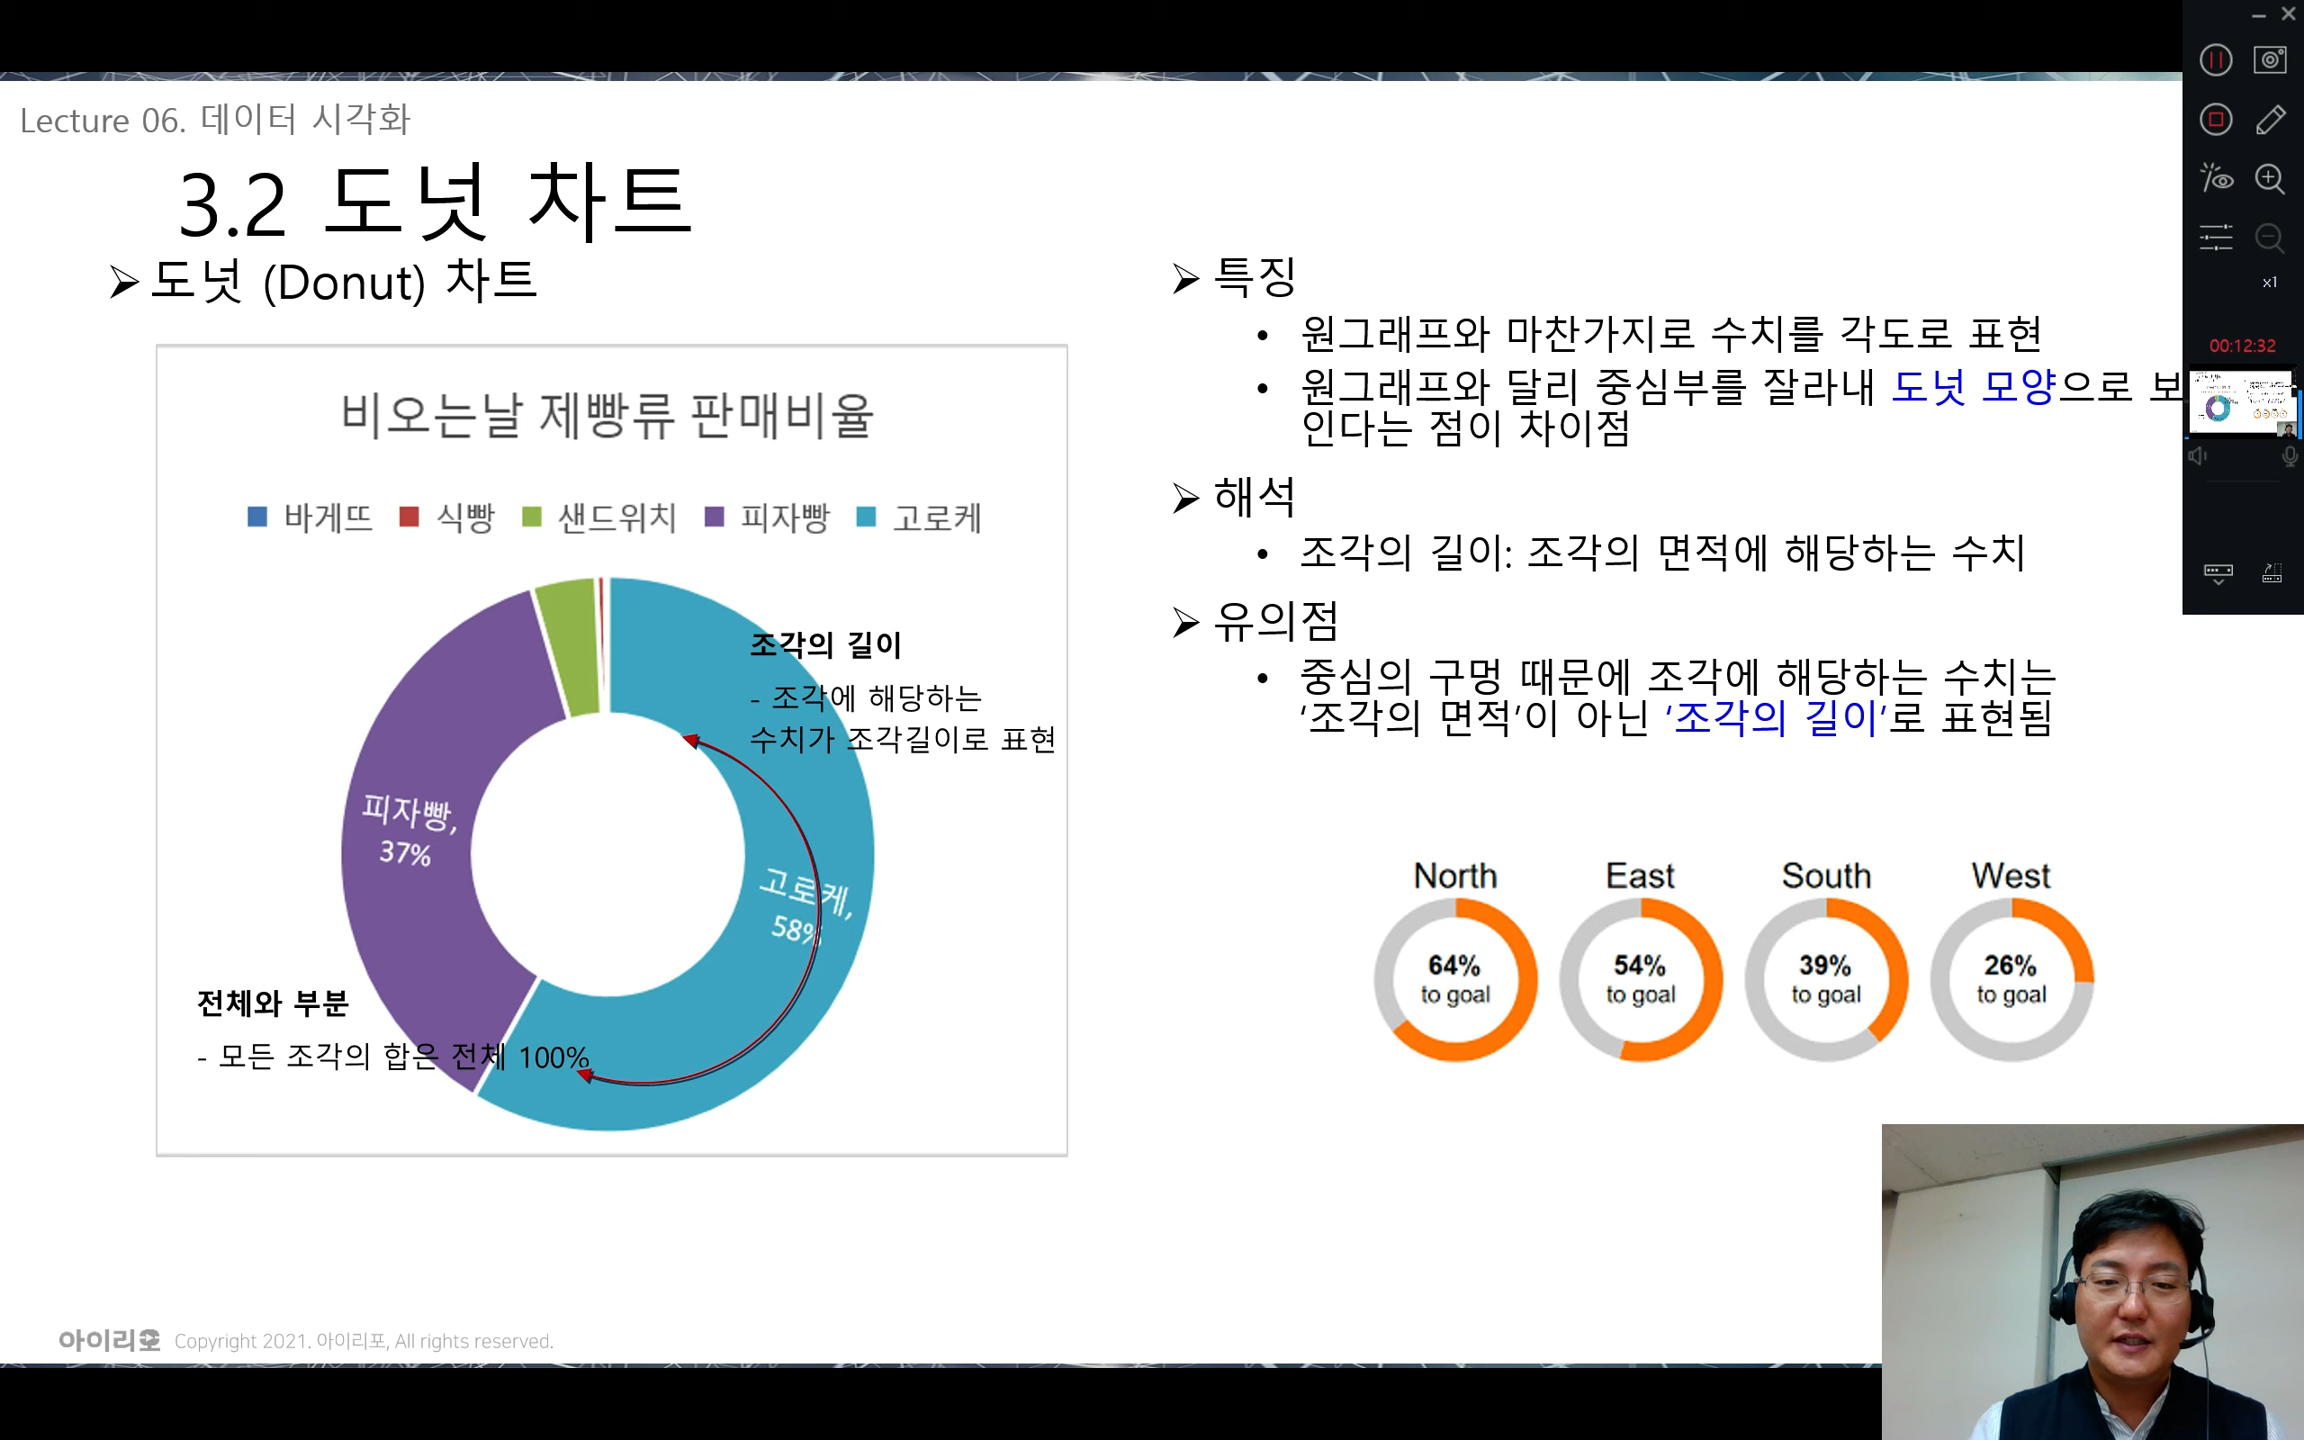 Lecture 06. 데이터 시각화
3.2 도넛 차트
➢ 도넛 (Donut) 차트
비오는날 제빵류 판매비율
바게뜨 식빵 샌드위치 피자빵 고로케
조각의 길이
- 조각에 해당하는
수치가 조각길이로 표현
피자빵,
37%
고로케,
58%
전체와 부분
- 모든 조각의 합은 전체 100%
➢ 특징
• 원그래프와 마찬가지로 수치를 각도로 표현
• 원그래프와 달리 중심부를 잘라내 도넛 모양으로 보
인다는 점이 차이점
➢ 해석
• 조각의 길이: 조각의 면적에 해당하는 수치
➢ 유의점
• 중심의 구멍 때문에 조각에 해당하는 수치는
‘조각의 면적’이 아닌 ‘조각의 길이’로 표현됨
North East South West
64% 54% 39% 26%
to goal to goal to goal to goal
x1
00:12:32
아이리포 Copyright 2021. 아이리포, All rights reserved.